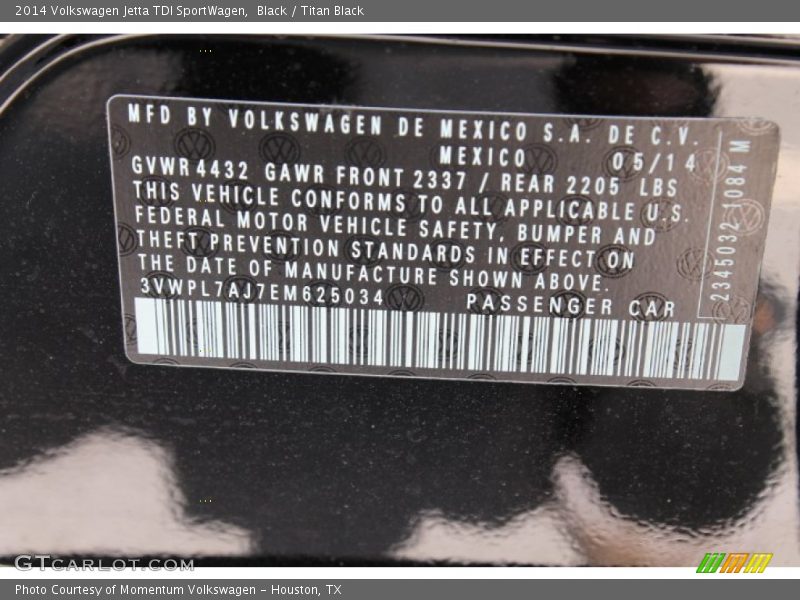 2014 Volkswagen Jetta TDI SportWagen, Black / Titan Black
MFD BY VOLKSWAGEN DE MEXICO S.A. DE C.V.
MEXICO 05/14
GVWR 4432 GAWR FRONT 2337 / REAR 2205 LBS
THIS VEHICLE CONFORMS TO ALL APPLICABLE U.S.
FEDERAL MOTOR VEHICLE SAFETY, BUMPER AND
THEFT PREVENTION STANDARDS IN EFFECT ON
THE DATE OF MANUFACTURE SHOWN ABOVE.
3VWPL7AJ7EM625034 PASSENGER CAR
2345032 1084 M
GTCARLOT.COM
Photo Courtesy of Momentum Volkswagen - Houston, TX